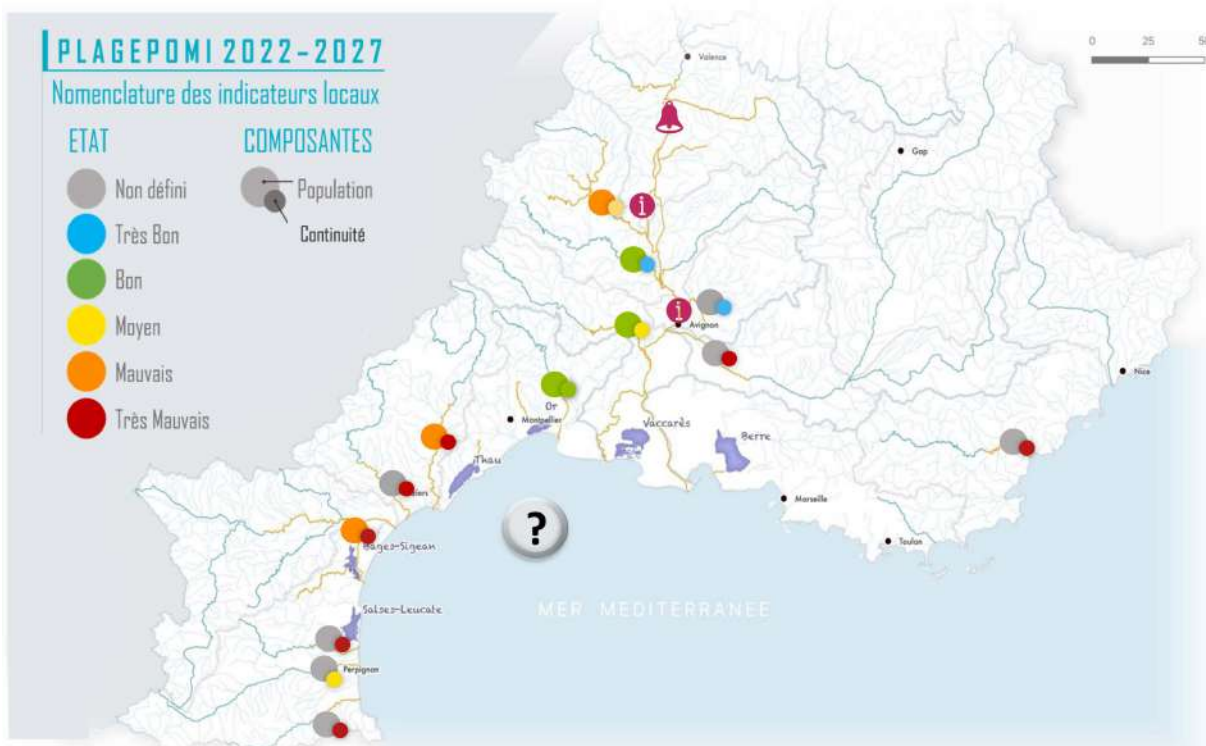 PLAGEPOMI 2022-2027
Nomenclature des indicateurs locaux
ETAT
Non défini
Très Bon
Bon
Moyen
Mauvais
Très Mauvais
COMPOSANTES
Population
Continuité
0 25
Valence
Gap
i
i
Avignon
Nice
Or
Montpellier
Vaccarès
Berre
Thau
Marseille
Toulon
?
Bages-Sigean
MER MEDITERRANEE
Salses-Leucate
Perpignan